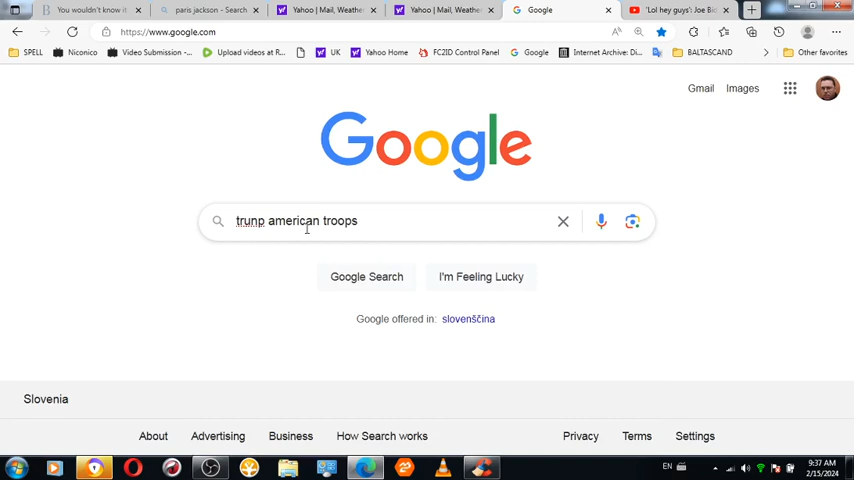 You wouldn't know it
paris jackson - Search
Yahoo | Mail, Weathe
Yahoo | Mail, Weathe
Google
'Lol hey guys': Joe Bid
https://www.google.com
SPELL
Niconico
Video Submission -...
Upload videos at R...
UK
Yahoo Home
FC2ID Control Panel
Google
Internet Archive: Di...
BALTASCAND
Other favorites
Gmail
Images
Google
trunp american troops
Google Search
I'm Feeling Lucky
Google offered in: slovenščina
Slovenia
About
Advertising
Business
How Search works
Privacy
Terms
Settings
EN
9:37 AM
2/15/2024